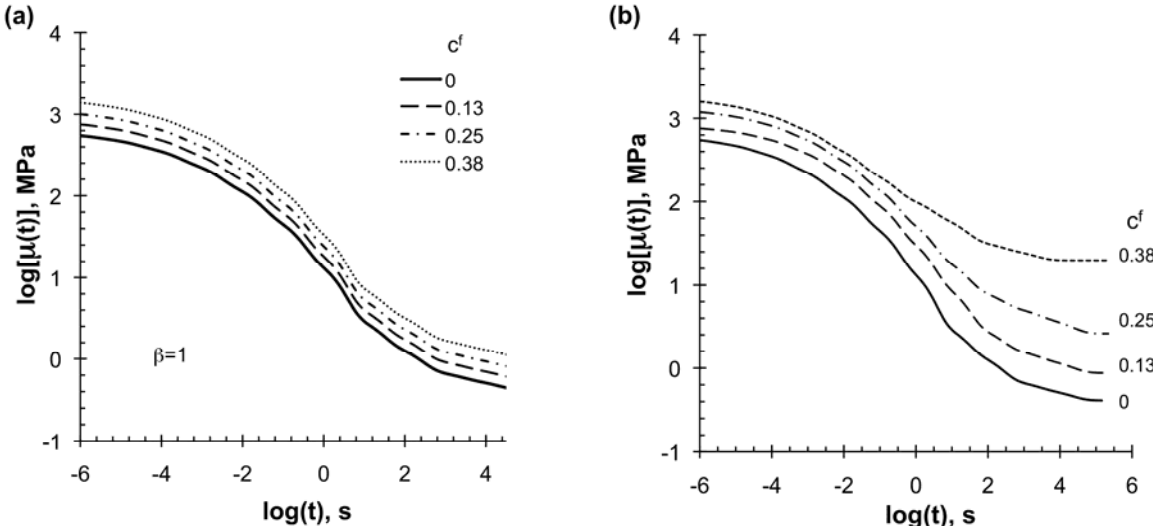 (a)
4
3
2
1
0
-1
log[μ(t)], MPa
c^f
0
0.13
0.25
0.38
β=1
-6 -4 -2 0 2 4
log(t), s
(b)
4
3
2
1
0
-1
log[μ(t)], MPa
c^f
0.38
0.25
0.13
0
-6 -4 -2 0 2 4 6
log(t), s